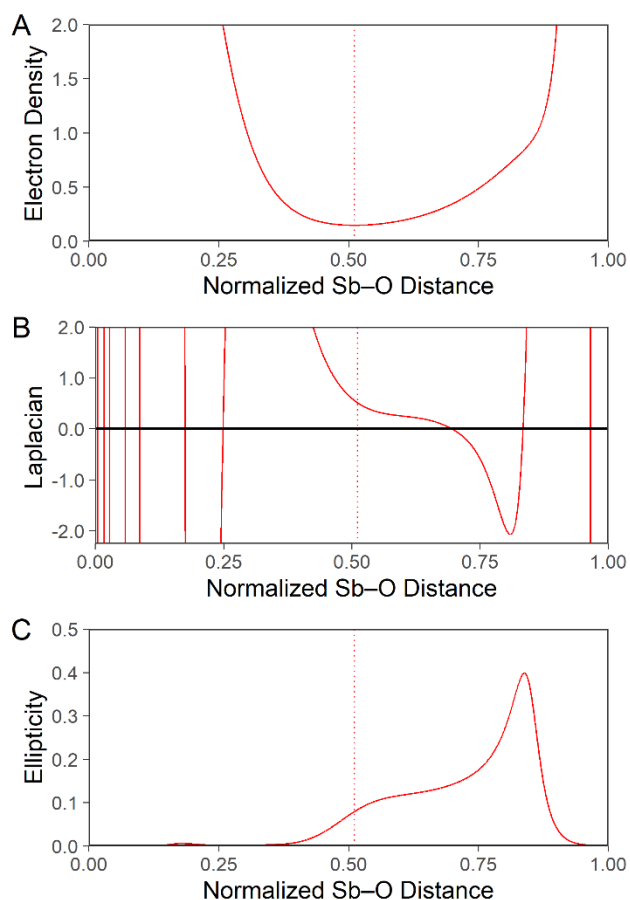 A
Electron Density
2.0
1.5
1.0
0.5
0.0
0.00 0.25 0.50 0.75 1.00
Normalized Sb–O Distance
B
Laplacian
2.0
1.0
0.0
-1.0
-2.0
0.00 0.25 0.50 0.75 1.00
Normalized Sb–O Distance
C
Ellipticity
0.5
0.4
0.3
0.2
0.1
0.0
0.00 0.25 0.50 0.75 1.00
Normalized Sb–O Distance